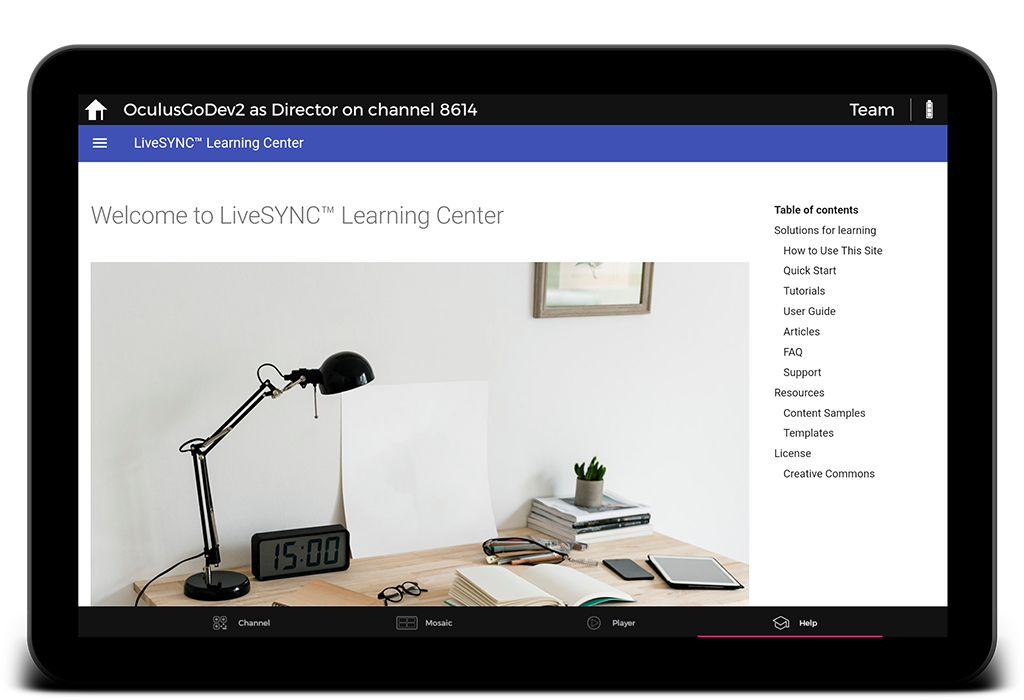 OculusGoDev2 as Director on channel 8614
Team
LiveSYNC™ Learning Center
Welcome to LiveSYNC™ Learning Center
Table of contents
Solutions for learning
How to Use This Site
Quick Start
Tutorials
User Guide
Articles
FAQ
Support
Resources
Content Samples
Templates
License
Creative Commons
15:00
Channel
Mosaic
Player
Help